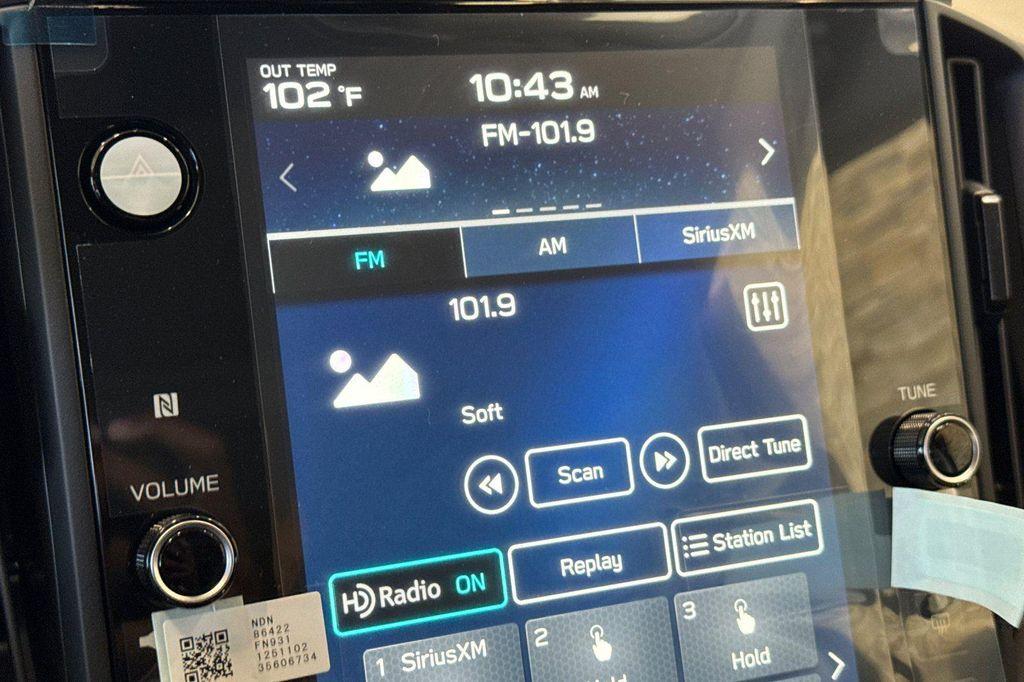 OUT TEMP
102 °F
10:43 AM
FM-101.9
FM
AM
SiriusXM
101.9
Soft
TUNE
Scan
Direct Tune
VOLUME
HD Radio ON
Replay
Station List
1 SiriusXM
2
3
Hold
NDN
B6422
FN931
1251102
35606734